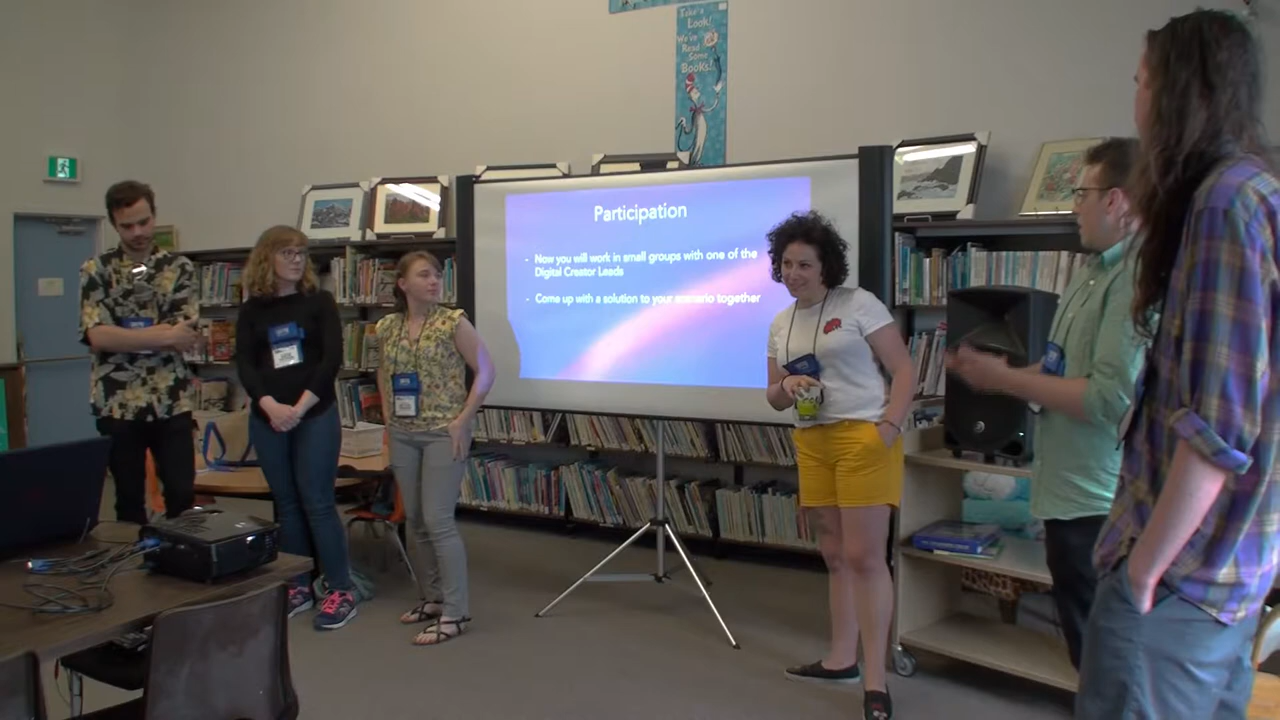 Take a
Look!
We've
Read
Some
Books!
Participation
- Now you will work in small groups with one of the
Digital Creator Leads
- Come up with a solution to your scenario together